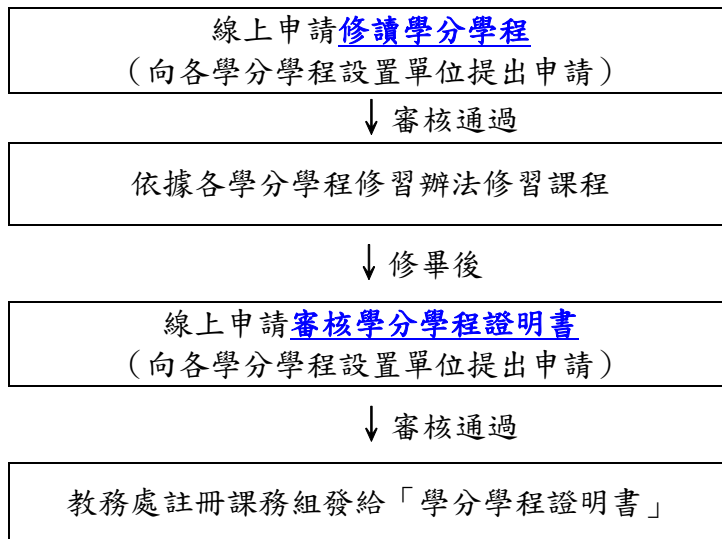 線上申請修讀學分學程
（向各學分學程設置單位提出申請）
審核通過
依據各學分學程修習辦法修習課程
修畢後
線上申請審核學分學程證明書
（向各學分學程設置單位提出申請）
審核通過
教務處註冊課務組發給「學分學程證明書」